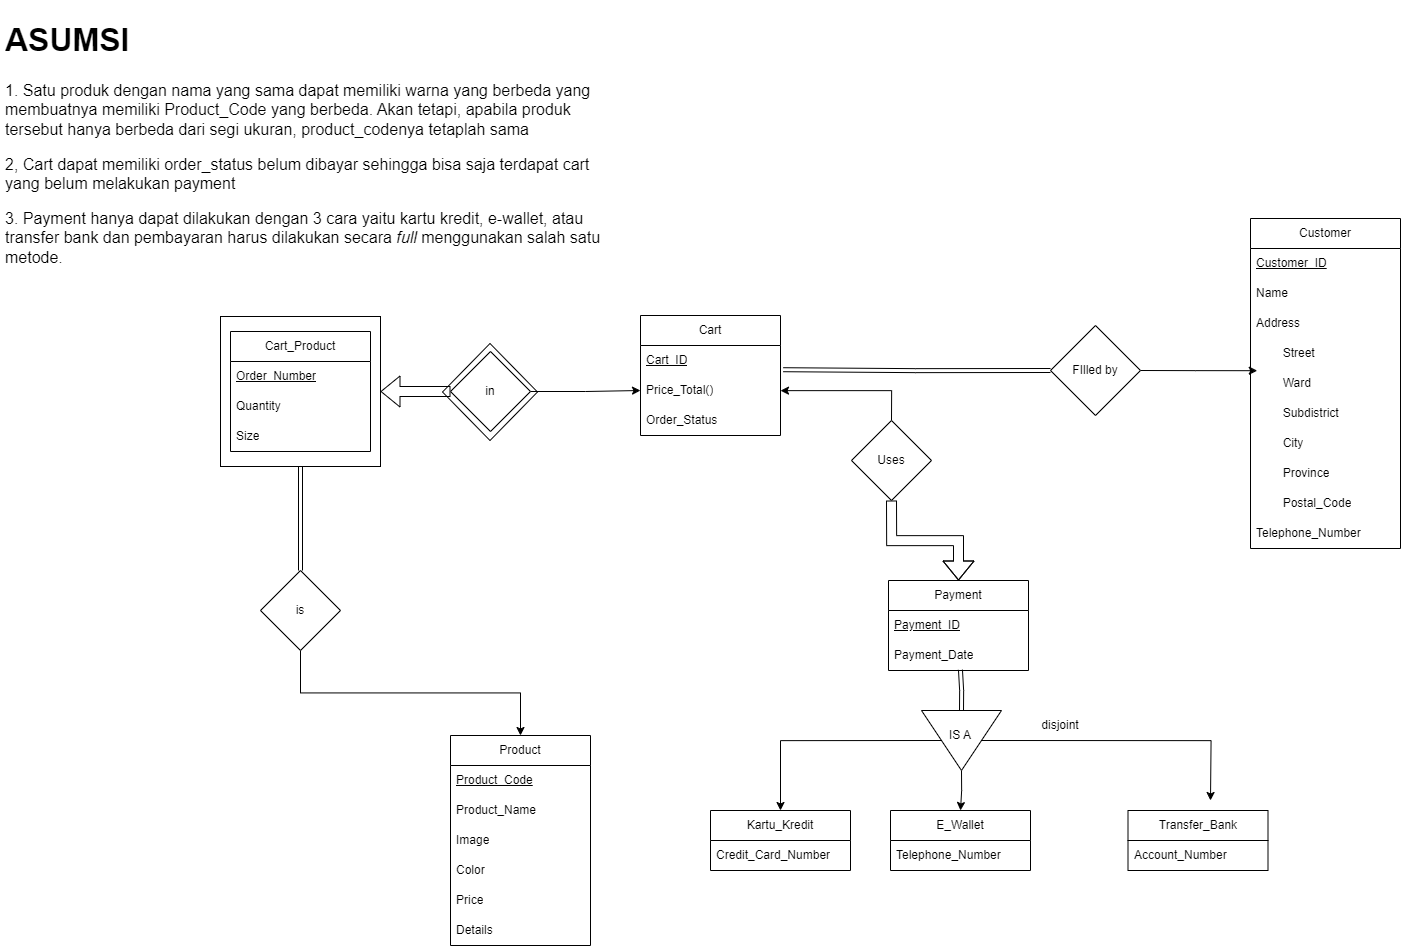 ASUMSI
1. Satu produk dengan nama yang sama dapat memiliki warna yang berbeda yang
membuatnya memiliki Product_Code yang berbeda. Akan tetapi, apabila produk
tersebut hanya berbeda dari segi ukuran, product_codenya tetaplah sama
2, Cart dapat memiliki order_status belum dibayar sehingga bisa saja terdapat cart
yang belum melakukan payment
3. Payment hanya dapat dilakukan dengan 3 cara yaitu kartu kredit, e-wallet, atau
transfer bank dan pembayaran harus dilakukan secara full menggunakan salah satu
metode.
Customer
Customer_ID
Name
Address
Street
Ward
Subdistrict
City
Province
Postal_Code
Telephone_Number
Cart_Product
Order_Number
Quantity
Size
in
Cart
Cart_ID
Price_Total()
Order_Status
FIlled by
Uses
is
Payment
Payment_ID
Payment_Date
IS A
disjoint
Product
Product_Code
Product_Name
Image
Color
Price
Details
Kartu_Kredit
Credit_Card_Number
E_Wallet
Telephone_Number
Transfer_Bank
Account_Number